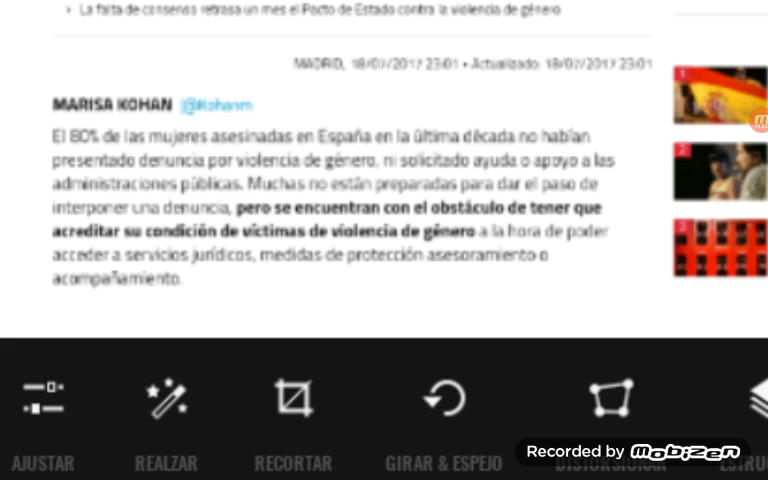 › La falta de consenso retrasa un mes el Pacto de Estado contra la violencia de género
MADRID, 18/07/2017 23:01 • Actualizado: 18/07/2017 23:01
MARISA KOHAN @Kohanm
El 80% de las mujeres asesinadas en España en la última década no habían
presentado denuncia por violencia de género, ni solicitado ayuda o apoyo a las
administraciones públicas. Muchas no están preparadas para dar el paso de
interponer una denuncia, pero se encuentran con el obstáculo de tener que
acreditar su condición de víctimas de violencia de género a la hora de poder
acceder a servicios jurídicos, medidas de protección asesoramiento o
acompañamiento.
1
2
3
AJUSTAR REALZAR RECORTAR GIRAR & ESPEJO DISTORSIONAR
Recorded by Mobizen